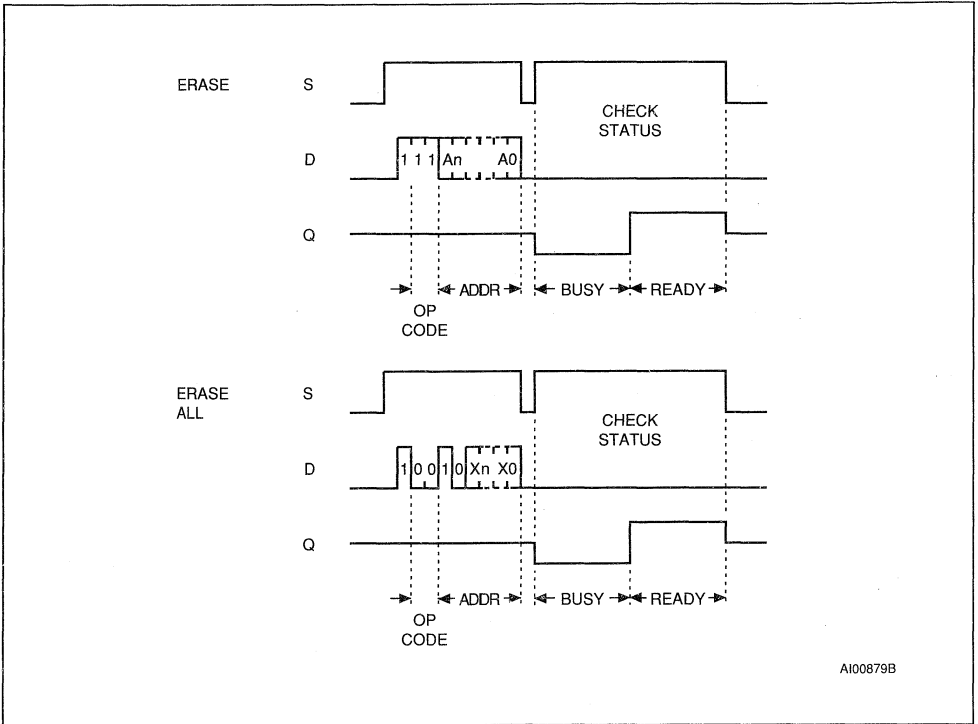 ERASE S
CHECK
STATUS
D 1 1 1 An A0
Q
ADDR BUSY READY
OP
CODE
ERASE
ALL
S
CHECK
STATUS
D 1 0 0 1 0 Xn X0
Q
ADDR BUSY READY
OP
CODE
AI00879B